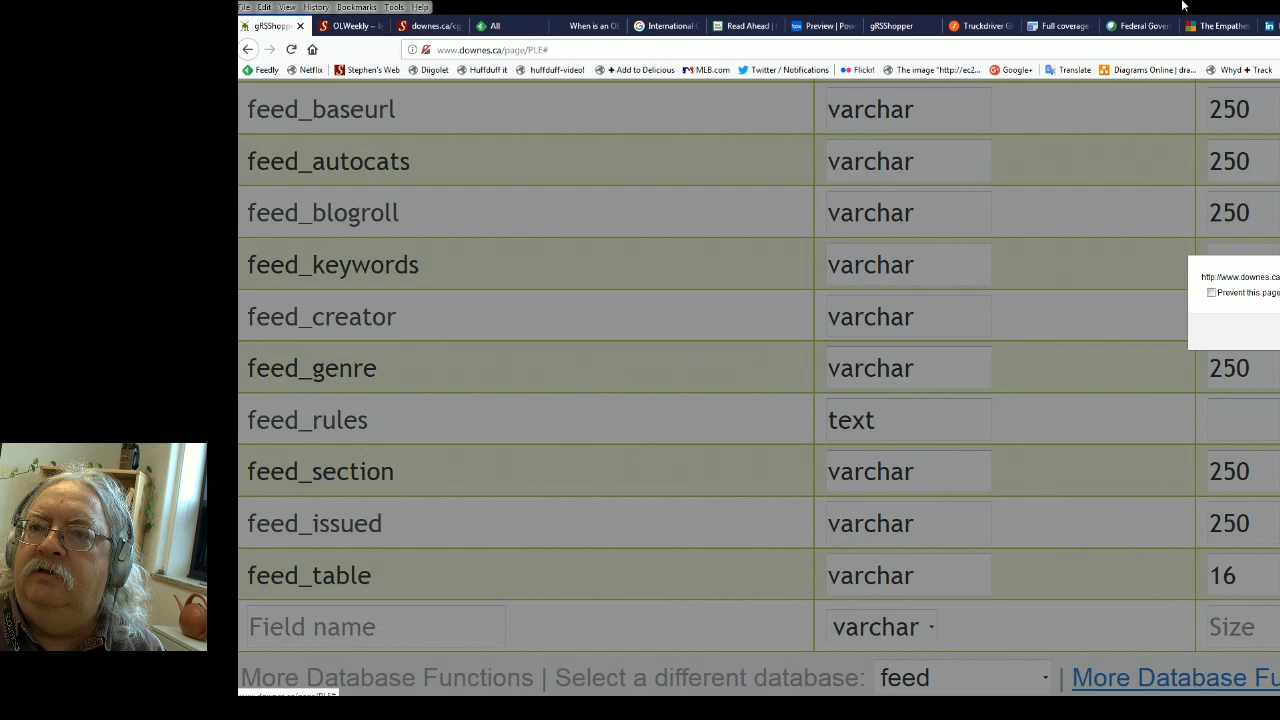 File Edit View History Bookmarks Tools Help
gRSShopp × OLWeekly ~ b downes.ca/cg All When is an Ol International Read Ahead | Preview | Pow gRSShopper Truckdriver Gi Full coverage Federal Gover The Empathe
www.downes.ca/page/PLE#
Feedly Netflix Stephen's Web Diigolet Huffduff it huffduff-video! + Add to Delicious MLB.com Twitter / Notifications Flickr! The image "http://ec2... Google+ Translate Diagrams Online | dra... Whyd + Track
feed_baseurl varchar 250
feed_autocats varchar 250
feed_blogroll varchar 250
feed_keywords varchar
http://www.downes.ca
Prevent this page
feed_creator varchar
feed_genre varchar 250
feed_rules text
feed_section varchar 250
feed_issued varchar 250
feed_table varchar 16
Field name varchar Size
More Database Functions | Select a different database: feed | More Database Fu